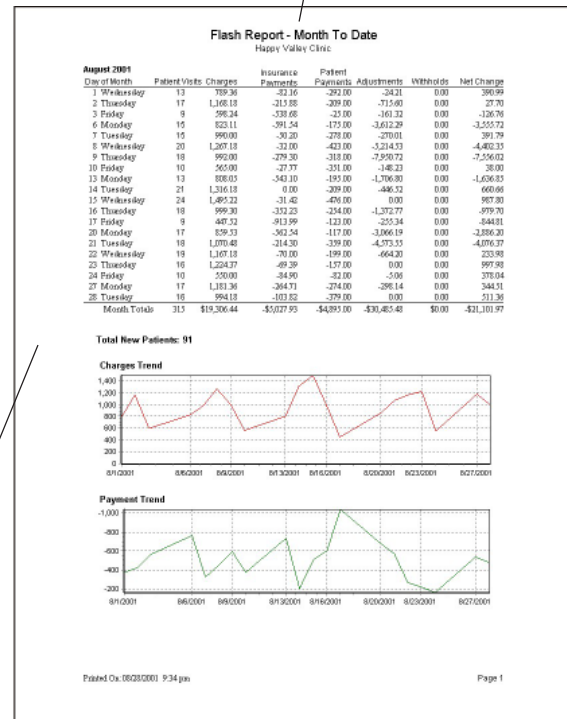 Flash Report - Month To Date
Happy Valley Clinic
August 2001
Day of Month Patient Visits Charges Insurance Payments Patient Payments Adjustments Withholds Net Change
1 Wednesday 13 789.36 -82.16 -292.00 -24.21 0.00 390.99
2 Thursday 17 1,168.18 -215.88 -209.00 -715.60 0.00 27.70
3 Friday 9 598.24 -538.68 -25.00 -161.32 0.00 -126.76
6 Monday 15 823.11 -591.54 -175.00 -3,612.29 0.00 -3,555.72
7 Tuesday 15 990.00 -50.20 -278.00 -270.01 0.00 391.79
8 Wednesday 20 1,267.18 -32.00 -423.00 -5,214.53 0.00 -4,402.35
9 Thursday 18 992.00 -279.30 -318.00 -7,950.72 0.00 -7,556.02
10 Friday 10 565.00 -27.77 -351.00 -148.23 0.00 38.00
13 Monday 13 808.05 -543.10 -195.00 -1,706.80 0.00 -1,636.85
14 Tuesday 21 1,316.18 0.00 -209.00 -446.52 0.00 660.66
15 Wednesday 24 1,495.22 -31.42 -476.00 0.00 0.00 987.80
16 Thursday 18 999.30 -352.23 -254.00 -1,372.77 0.00 -979.70
17 Friday 9 447.52 -913.99 -123.00 -255.34 0.00 -844.81
20 Monday 17 859.53 -562.54 -117.00 -3,066.19 0.00 -2,886.20
21 Tuesday 18 1,070.48 -214.30 -359.00 -4,573.55 0.00 -4,076.37
22 Wednesday 19 1,167.18 -70.00 -199.00 -664.20 0.00 233.98
23 Thursday 16 1,224.37 -69.39 -157.00 0.00 0.00 997.98
24 Friday 10 550.00 -84.90 -82.00 -5.06 0.00 378.04
27 Monday 17 1,181.36 -264.71 -274.00 -298.14 0.00 344.51
28 Tuesday 16 994.18 -103.82 -379.00 0.00 0.00 511.36
Month Totals 315 $19,306.44 -$5,027.93 -$4,895.00 -$30,485.48 $0.00 -$21,101.97
Total New Patients: 91
Charges Trend
1,400
1,200
1,000
800
600
400
200
0
8/1/2001 8/6/2001 8/9/2001 8/13/2001 8/16/2001 8/20/2001 8/23/2001 8/27/2001
Payment Trend
-1,000
-800
-600
-400
-200
8/1/2001 8/6/2001 8/9/2001 8/13/2001 8/16/2001 8/20/2001 8/23/2001 8/27/2001
Printed On: 08/28/2001 9:34 pm Page 1